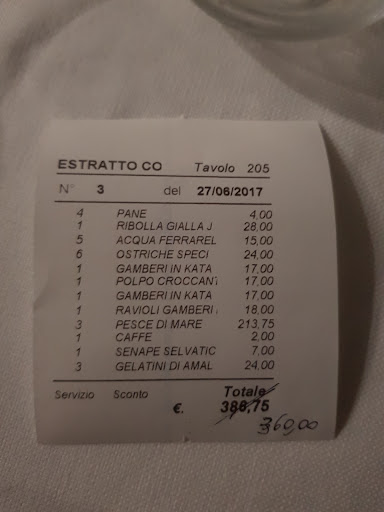 ESTRATTO CO Tavolo 205
N° 3 del 27/06/2017
4 PANE 4,00
1 RIBOLLA GIALLA J 28,00
5 ACQUA FERRAREL 15,00
6 OSTRICHE SPECI 24,00
1 GAMBERI IN KATA 17,00
1 POLPO CROCCANT 17,00
1 GAMBERI IN KATA 17,00
1 RAVIOLI GAMBERI 18,00
3 PESCE DI MARE 213,75
1 CAFFE 2,00
1 SENAPE SELVATIC 7,00
3 GELATINI DI AMAL 24,00
Servizio Sconto Totale
€. 386,75
360,00